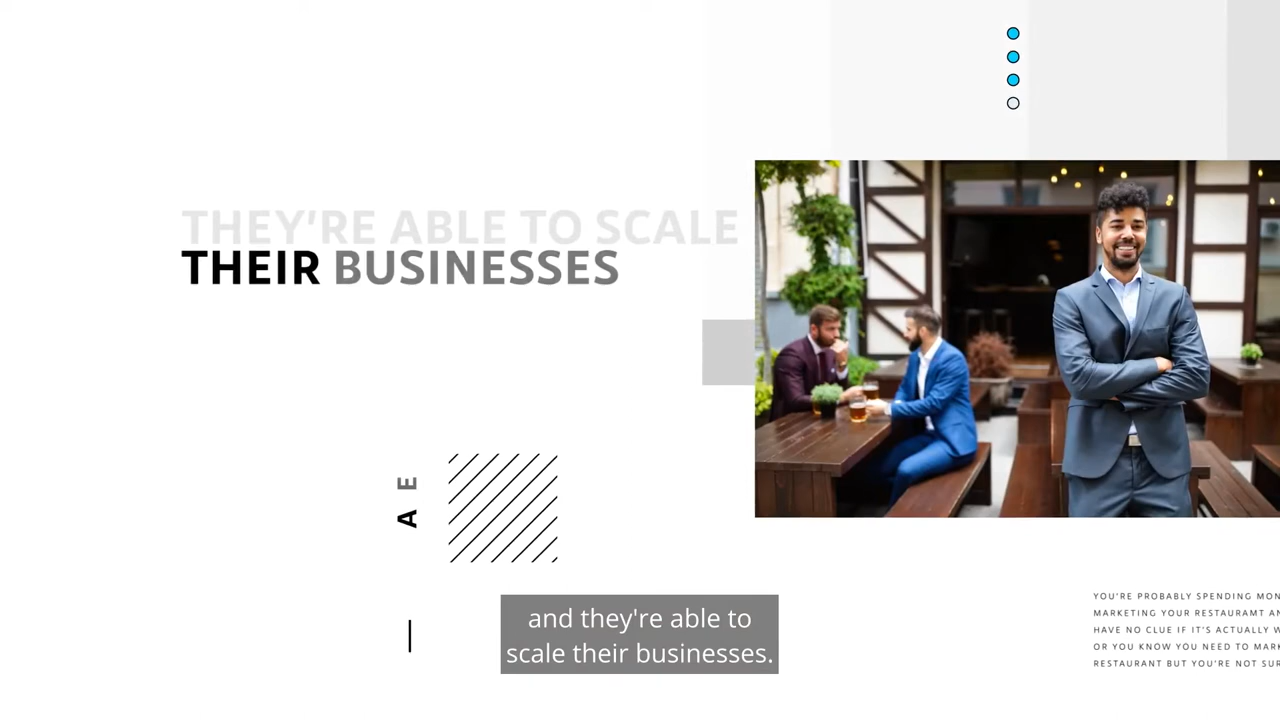 THEY'RE ABLE TO SCALE
THEIR BUSINESSES
A E
and they're able to
scale their businesses.
YOU'RE PROBABLY SPENDING MON
MARKETING YOUR RESTAURAMT AN
HAVE NO CLUE IF IT'S ACTUALLY W
OR YOU KNOW YOU NEED TO MARK
RESTAURANT BUT YOU'RE NOT SUR